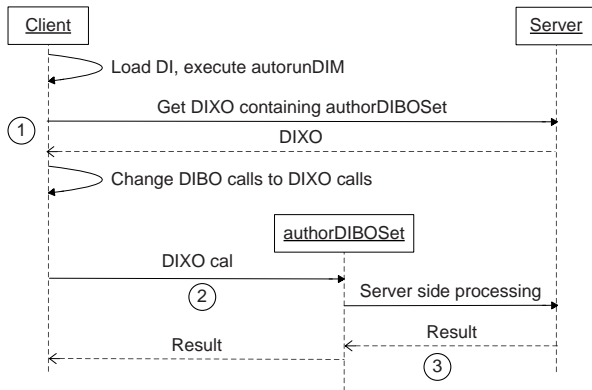 Client
Server
Load DI, execute autorunDIM
Get DIXO containing authorDIBOSet
1
DIXO
Change DIBO calls to DIXO calls
authorDIBOSet
DIXO cal
2
Server side processing
Result
Result
3